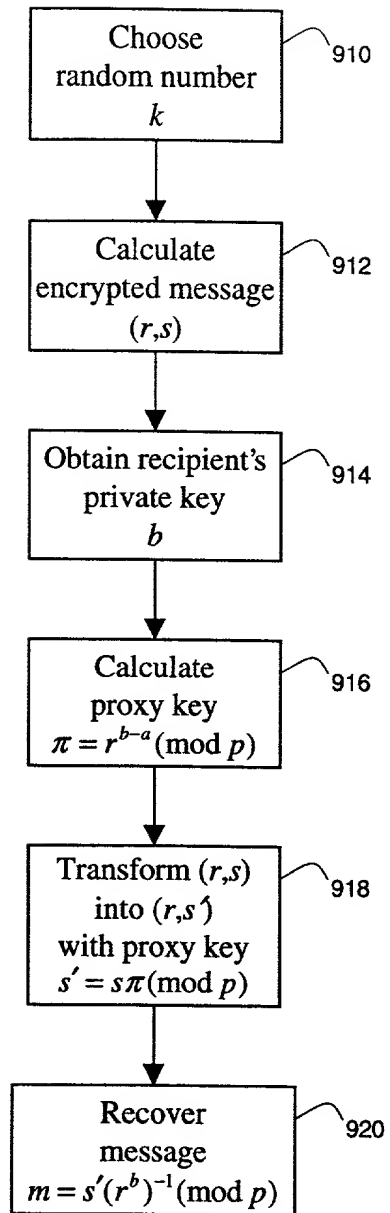 Choose
random number
k
910
Calculate
encrypted message
(r,s)
912
Obtain recipient's
private key
b
914
Calculate
proxy key
π = r^{b−a}(mod p)
916
Transform (r,s)
into (r,s′)
with proxy key
s′ = sπ(mod p)
918
Recover
message
m = s′(r^b)^{−1}(mod p)
920